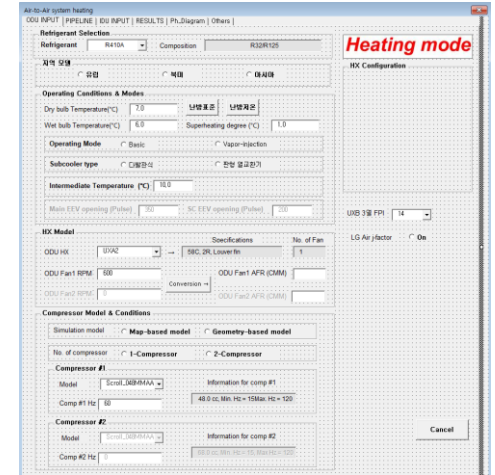 Air-to-Air system heating
ODU INPUT | PIPELINE | IDU INPUT | RESULTS | Ph.Diagram | Others |
Refrigerant Selection
Refrigerant R410A Composition R32/R125
Heating mode
지역 모델
유럽 북미 아시아
HX Configuration
Operating Conditions & Modes
Dry bulb Temperature(°C) 7,0 난방표준 난방저온
Wet bulb Temperature(°C) 6,0 Superheating degree (°C) 1,0
Operating Mode Basic Vapor-injection
Subcooler type 다발관식 판형 열교환기
Intermediate Temperature (°C) 10,0
Main EEV opening (Pulse) 350 SC EEV opening (Pulse) 200
UXB 3열 FPI 14
HX Model
Specifications No. of Fan
LG Air j-factor On
ODU HX UXA2 → 58C, 2R, Louver fin 1
ODU Fan1 RPM 600 Conversion → ODU Fan1 AFR (CMM)
ODU Fan2 RPM 0 ODU Fan2 AFR (CMM)
Compressor Model & Conditions
Simulation model Map-based model Geometry-based model
No. of compressor 1-Compressor 2-Compressor
Compressor #1
Model Scroll_048MMAA Information for comp #1
Comp #1 Hz 60 48.0 cc, Min. Hz = 15Max.Hz = 120
Compressor #2
Model Scroll_048MMAA Information for comp #2
Comp #2 Hz 0
Cancel